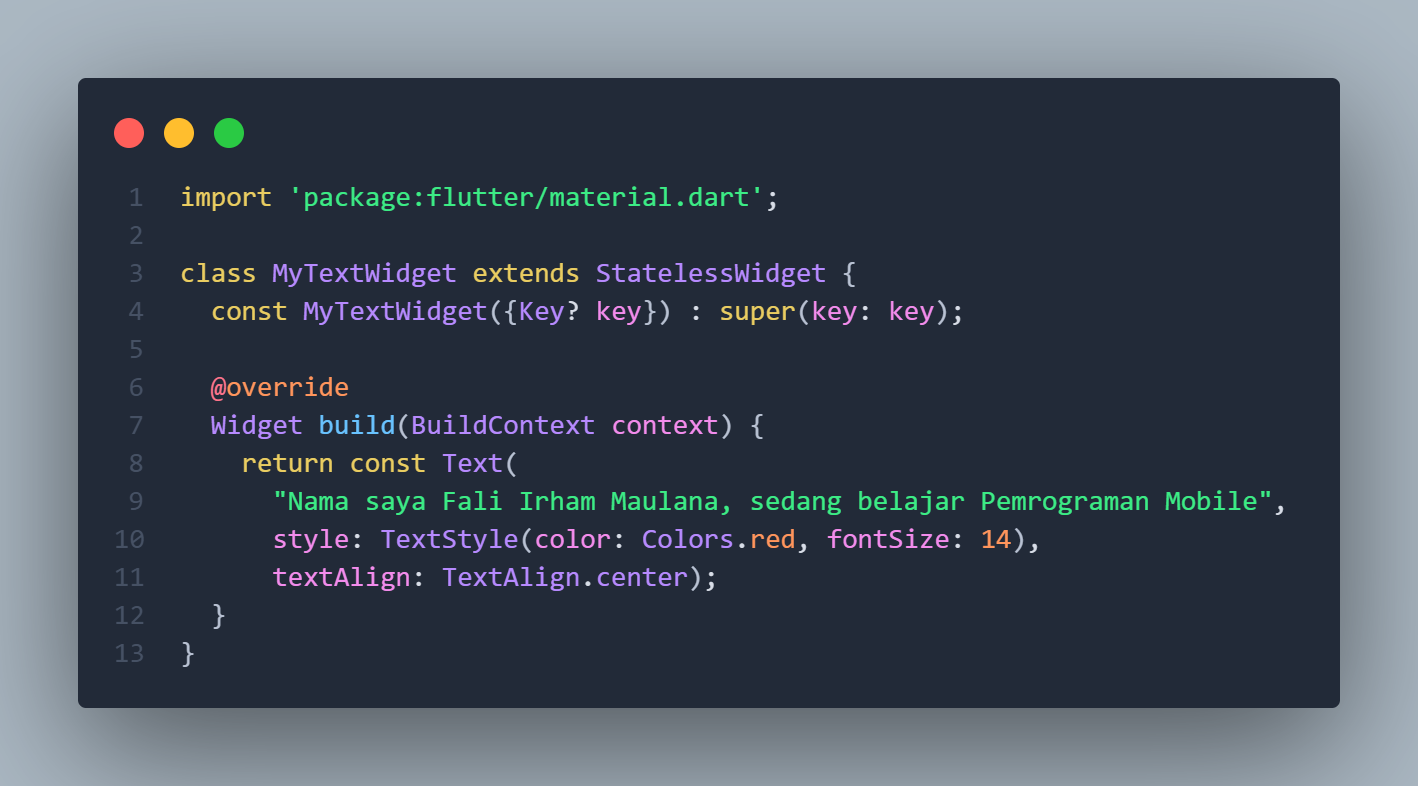 1 import 'package:flutter/material.dart';
2
3 class MyTextWidget extends StatelessWidget {
4   const MyTextWidget({Key? key}) : super(key: key);
5
6   @override
7   Widget build(BuildContext context) {
8     return const Text(
9       "Nama saya Fali Irham Maulana, sedang belajar Pemrograman Mobile",
10       style: TextStyle(color: Colors.red, fontSize: 14),
11       textAlign: TextAlign.center);
12   }
13 }